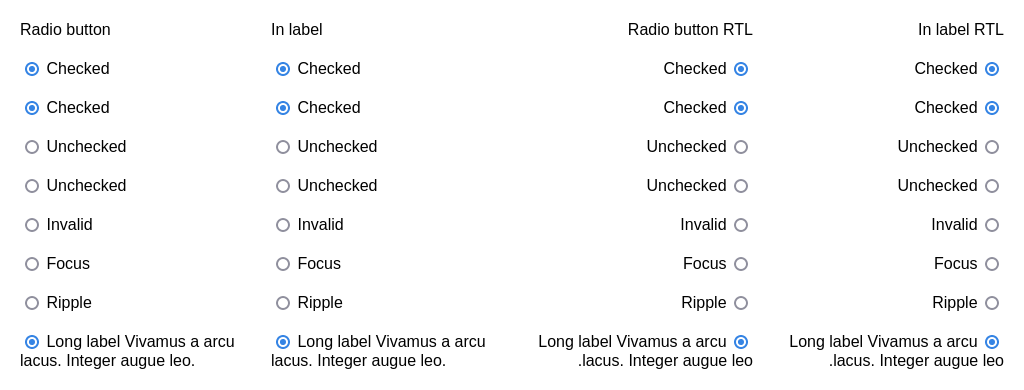 Radio button
Checked
Checked
Unchecked
Unchecked
Invalid
Focus
Ripple
Long label Vivamus a arcu
lacus. Integer augue leo.
In label
Checked
Checked
Unchecked
Unchecked
Invalid
Focus
Ripple
Long label Vivamus a arcu
lacus. Integer augue leo.
Radio button RTL
Checked
Checked
Unchecked
Unchecked
Invalid
Focus
Ripple
Long label Vivamus a arcu
.lacus. Integer augue leo
In label RTL
Checked
Checked
Unchecked
Unchecked
Invalid
Focus
Ripple
Long label Vivamus a arcu
.lacus. Integer augue leo